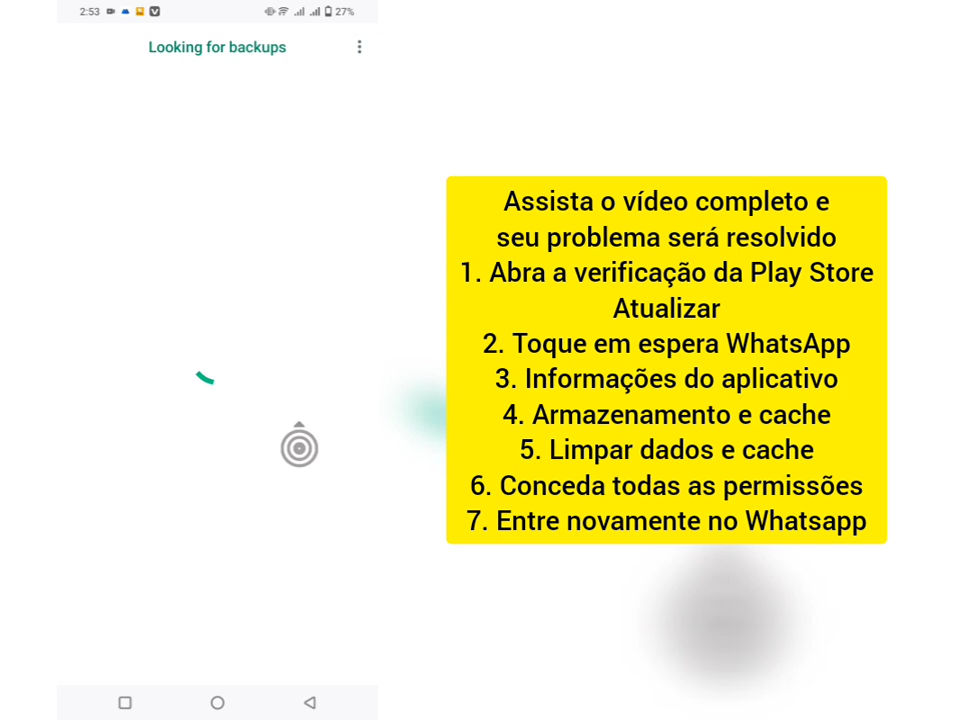 2:53
27%
Looking for backups
Assista o vídeo completo e
seu problema será resolvido
1. Abra a verificação da Play Store
Atualizar
2. Toque em espera WhatsApp
3. Informações do aplicativo
4. Armazenamento e cache
5. Limpar dados e cache
6. Conceda todas as permissões
7. Entre novamente no Whatsapp